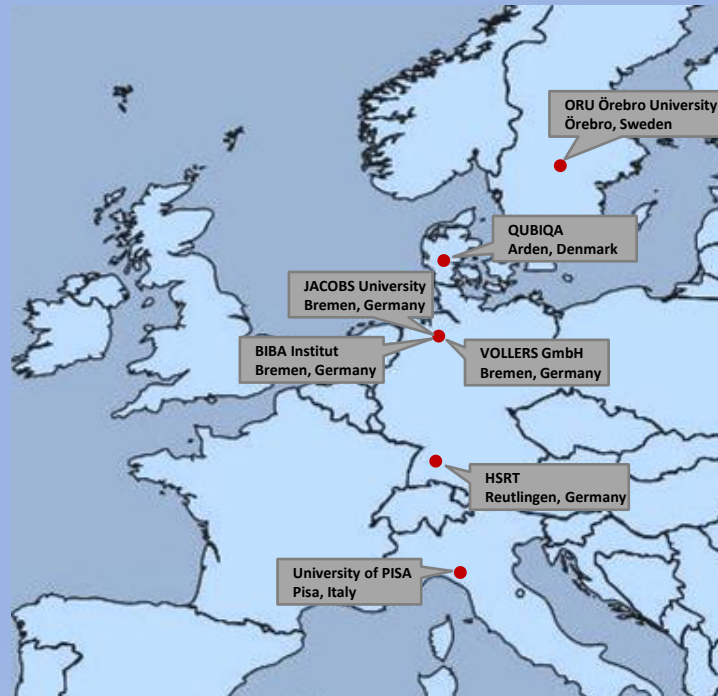 ORU Örebro University
Örebro, Sweden
QUBIQA
Arden, Denmark
JACOBS University
Bremen, Germany
BIBA Institut
Bremen, Germany
VOLLERS GmbH
Bremen, Germany
HSRT
Reutlingen, Germany
University of PISA
Pisa, Italy